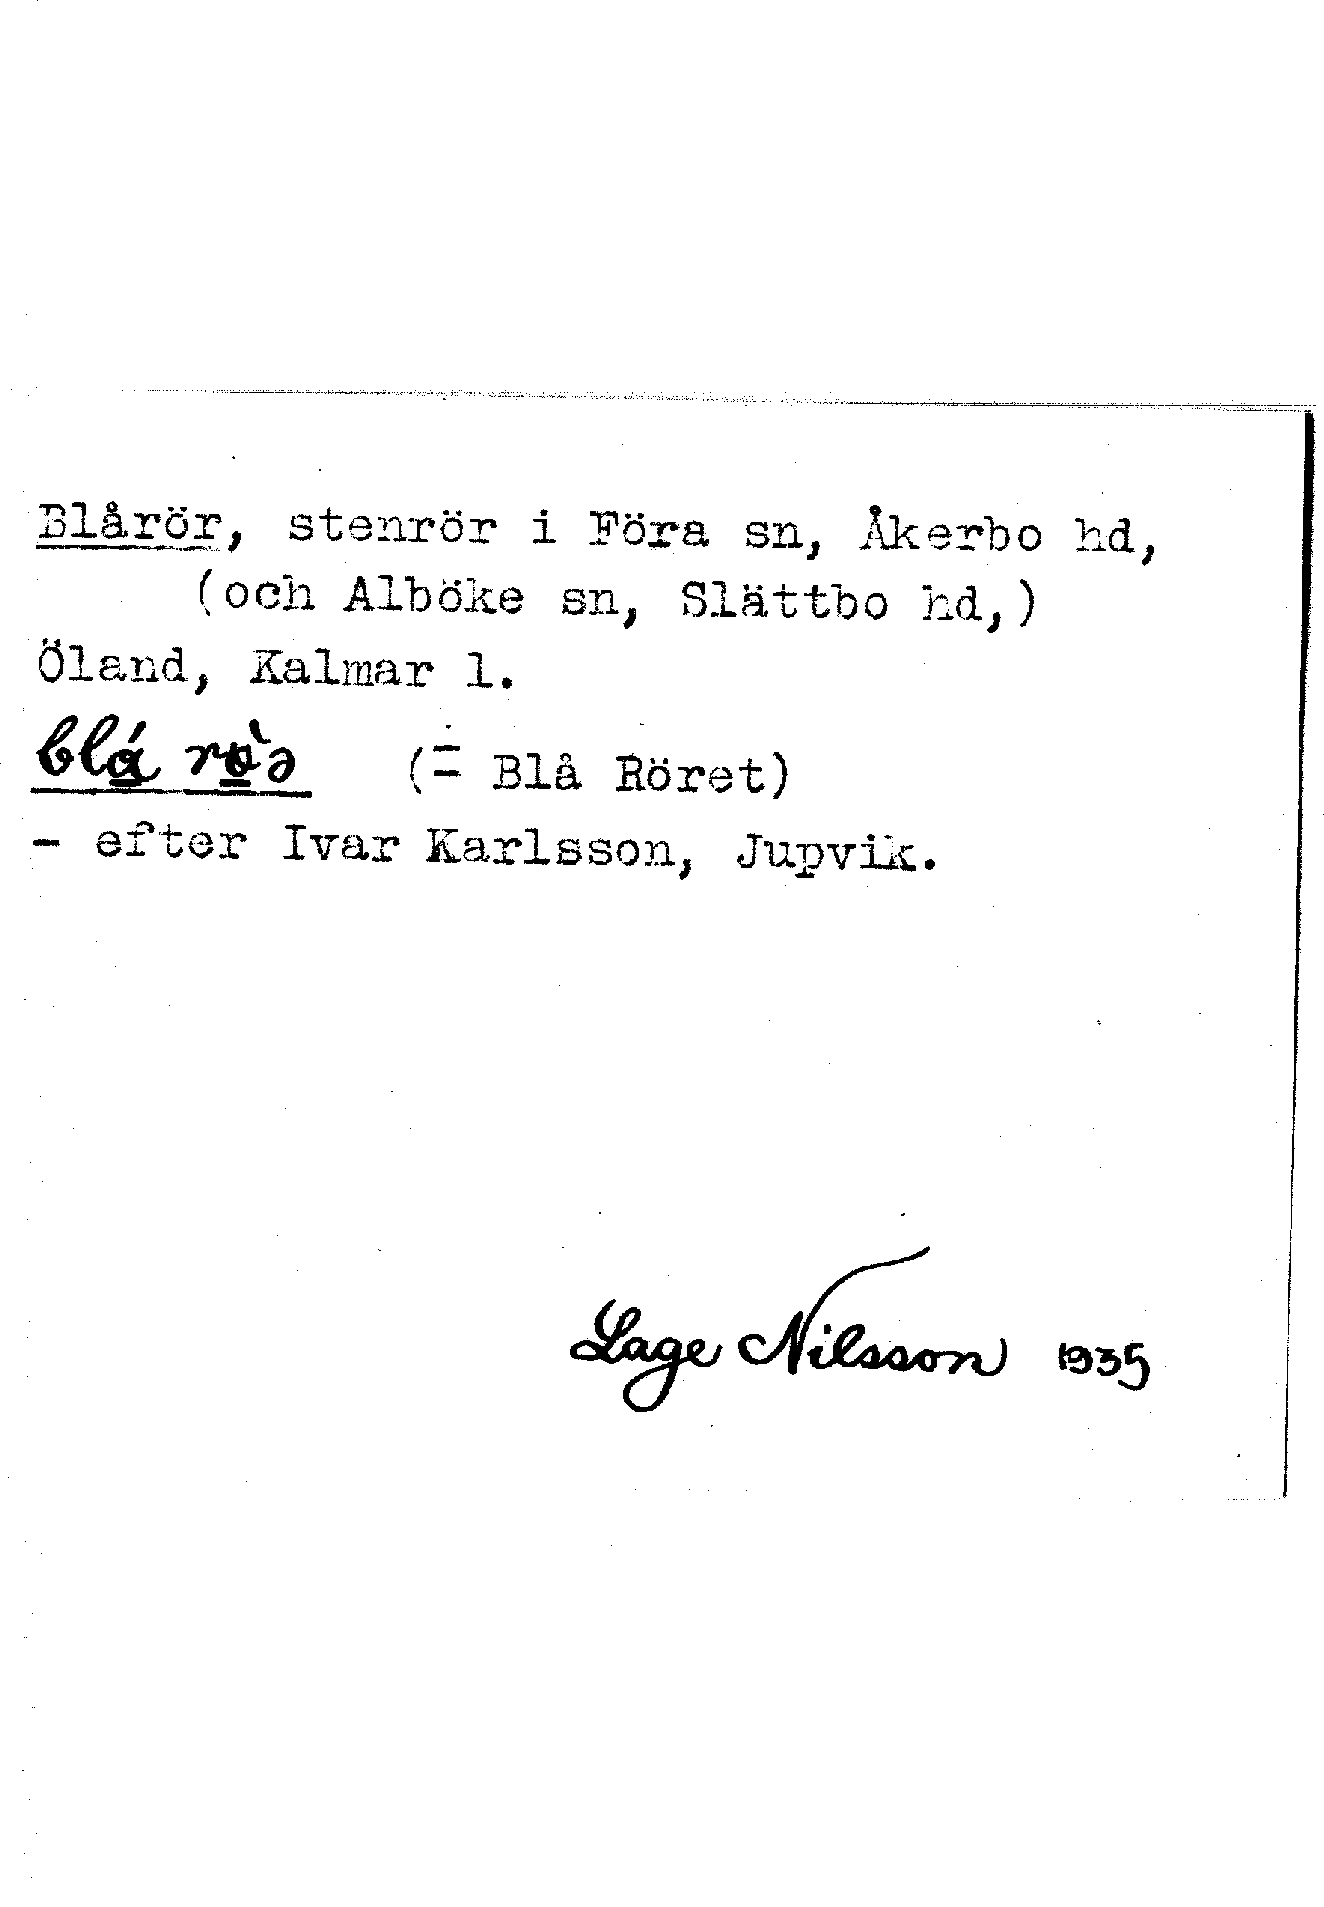 Blårör, stenrör i Föra sn, Åkerbo hd,
(och Alböke sn, Slättbo hd,)
Öland, Kalmar l.
blá rö̀ə (= Blå Röret)
- efter Ivar Karlsson, Jupvik.
Lage Nilsson 1935